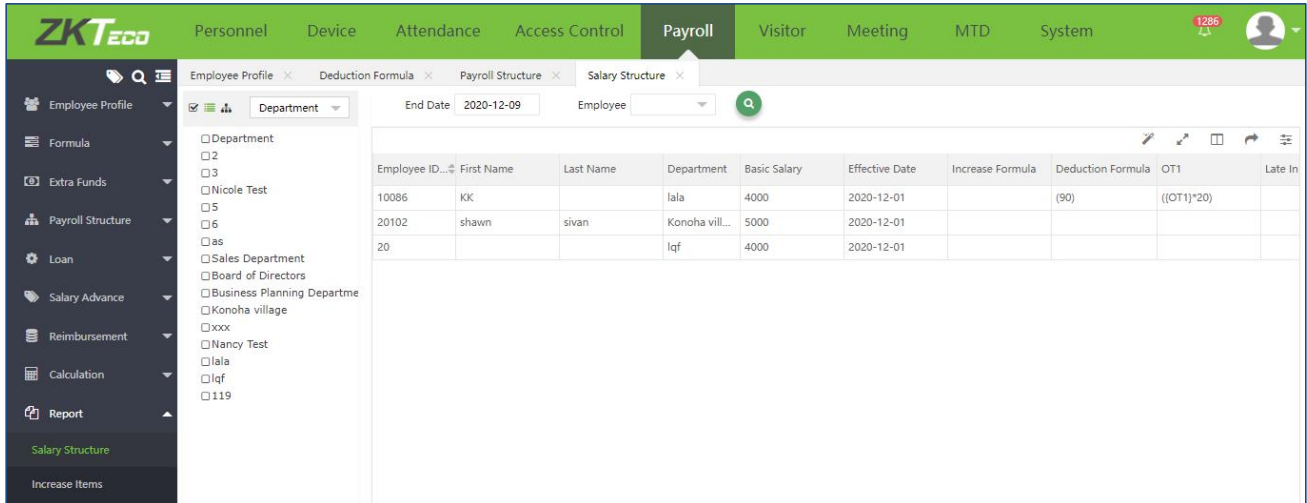 ZKTeco
Personnel Device Attendance Access Control Payroll Visitor Meeting MTD System 1286
Employee Profile Deduction Formula Payroll Structure Salary Structure
Employee Profile
Formula
Extra Funds
Payroll Structure
Loan
Salary Advance
Reimbursement
Calculation
Report
Salary Structure
Increase Items
Department
Department
2
3
Nicole Test
5
6
as
Sales Department
Board of Directors
Business Planning Departme
Konoha village
xxx
Nancy Test
lala
lqf
119
End Date 2020-12-09 Employee
Employee ID... First Name Last Name Department Basic Salary Effective Date Increase Formula Deduction Formula OT1 Late In
10086 KK lala 4000 2020-12-01 (90) ((OT1)*20)
20102 shawn sivan Konoha vill... 5000 2020-12-01
20 lqf 4000 2020-12-01